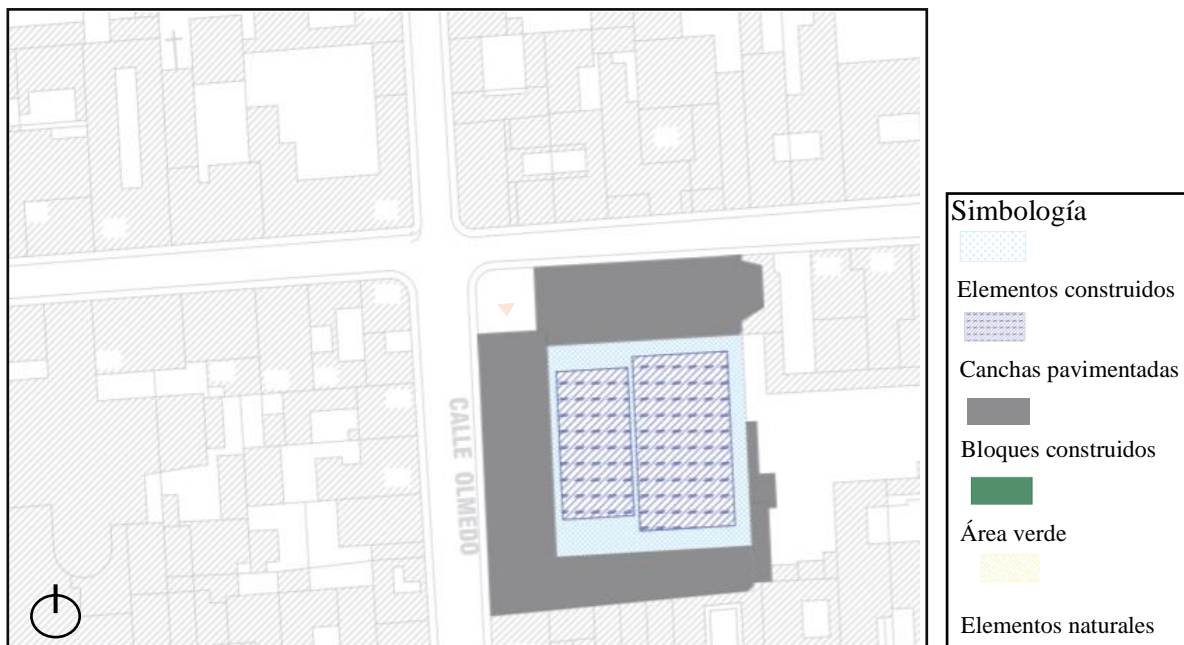 CALLE OLMEDO
Simbología
Elementos construidos
Canchas pavimentadas
Bloques construidos
Área verde
Elementos naturales